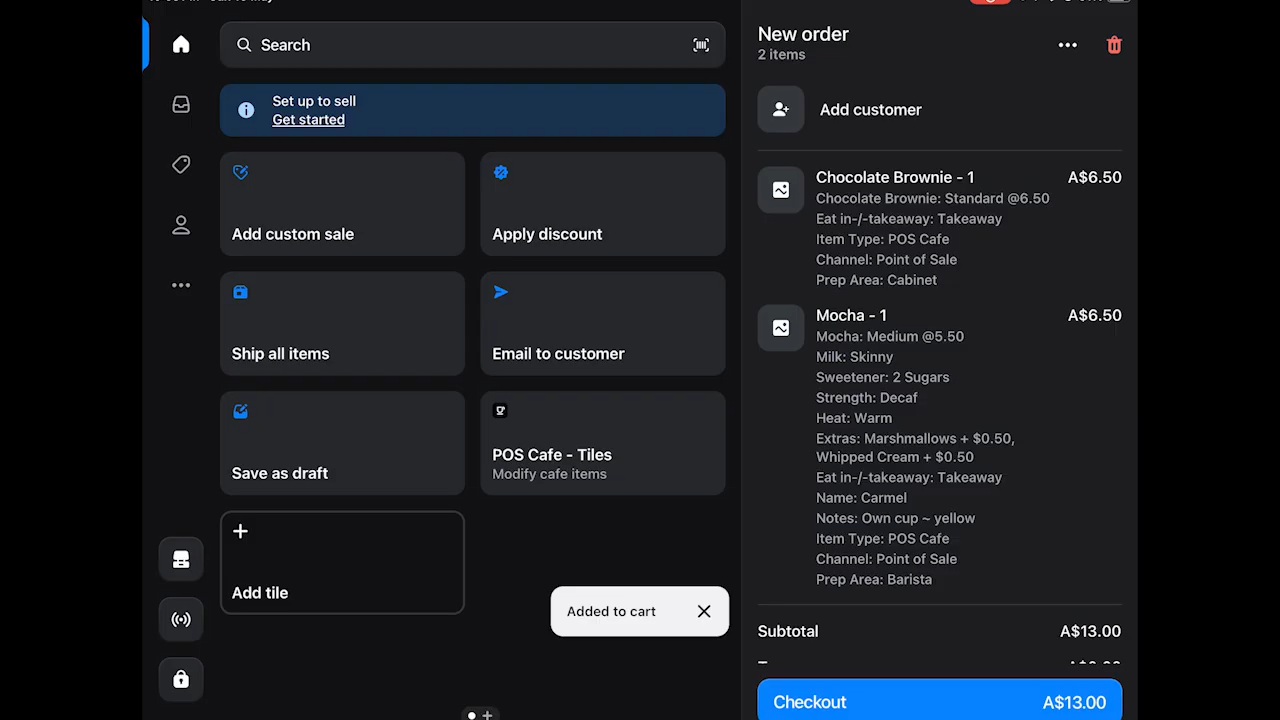 Search
Set up to sell
Get started
Add custom sale
Apply discount
Ship all items
Email to customer
Save as draft
POS Cafe - Tiles
Modify cafe items
Add tile
Added to cart
New order
2 items
Add customer
Chocolate Brownie - 1 A$6.50
Chocolate Brownie: Standard @6.50
Eat in-/-takeaway: Takeaway
Item Type: POS Cafe
Channel: Point of Sale
Prep Area: Cabinet
Mocha - 1 A$6.50
Mocha: Medium @5.50
Milk: Skinny
Sweetener: 2 Sugars
Strength: Decaf
Heat: Warm
Extras: Marshmallows + $0.50,
Whipped Cream + $0.50
Eat in-/-takeaway: Takeaway
Name: Carmel
Notes: Own cup ~ yellow
Item Type: POS Cafe
Channel: Point of Sale
Prep Area: Barista
Subtotal A$13.00
Checkout A$13.00